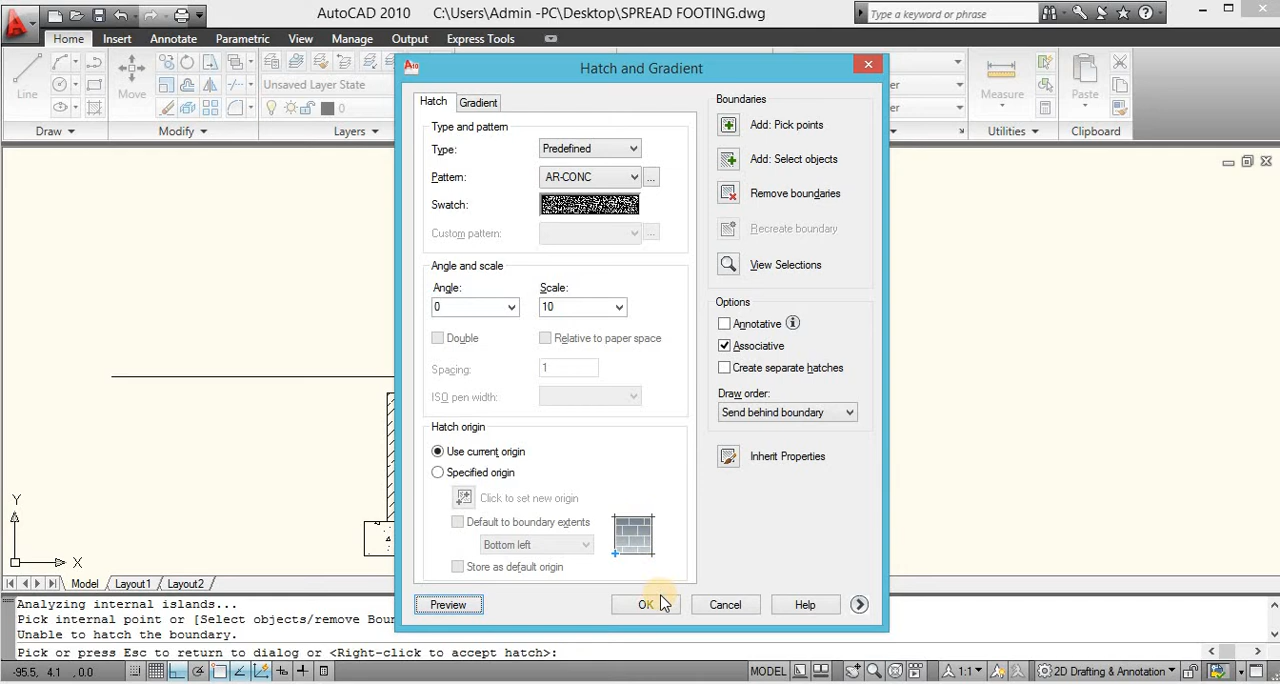 AutoCAD 2010 C:\Users\Admin -PC\Desktop\SPREAD FOOTING.dwg
Type a keyword or phrase
Home Insert Annotate Parametric View Manage Output Express Tools
Line
Move
Unsaved Layer State
0
Measure
Paste
Draw Modify Layers Utilities Clipboard
Hatch and Gradient
Hatch Gradient
Type and pattern
Type: Predefined
Pattern: AR-CONC ...
Swatch:
Custom pattern: ...
Angle and scale
Angle: Scale:
0 10
Double Relative to paper space
Spacing: 1
ISO pen width:
Hatch origin
Use current origin
Specified origin
Click to set new origin
Default to boundary extents
Bottom left
Store as default origin
Boundaries
Add: Pick points
Add: Select objects
Remove boundaries
Recreate boundary
View Selections
Options
Annotative
Associative
Create separate hatches
Draw order:
Send behind boundary
Inherit Properties
Preview OK Cancel Help
Y
X
Model Layout1 Layout2
Analyzing internal islands...
Pick internal point or [Select objects/remove Bou
Unable to hatch the boundary.
Pick or press Esc to return to dialog or <Right-click to accept hatch>:
-95.5, 4.1 , 0.0 MODEL 1:1 2D Drafting & Annotation